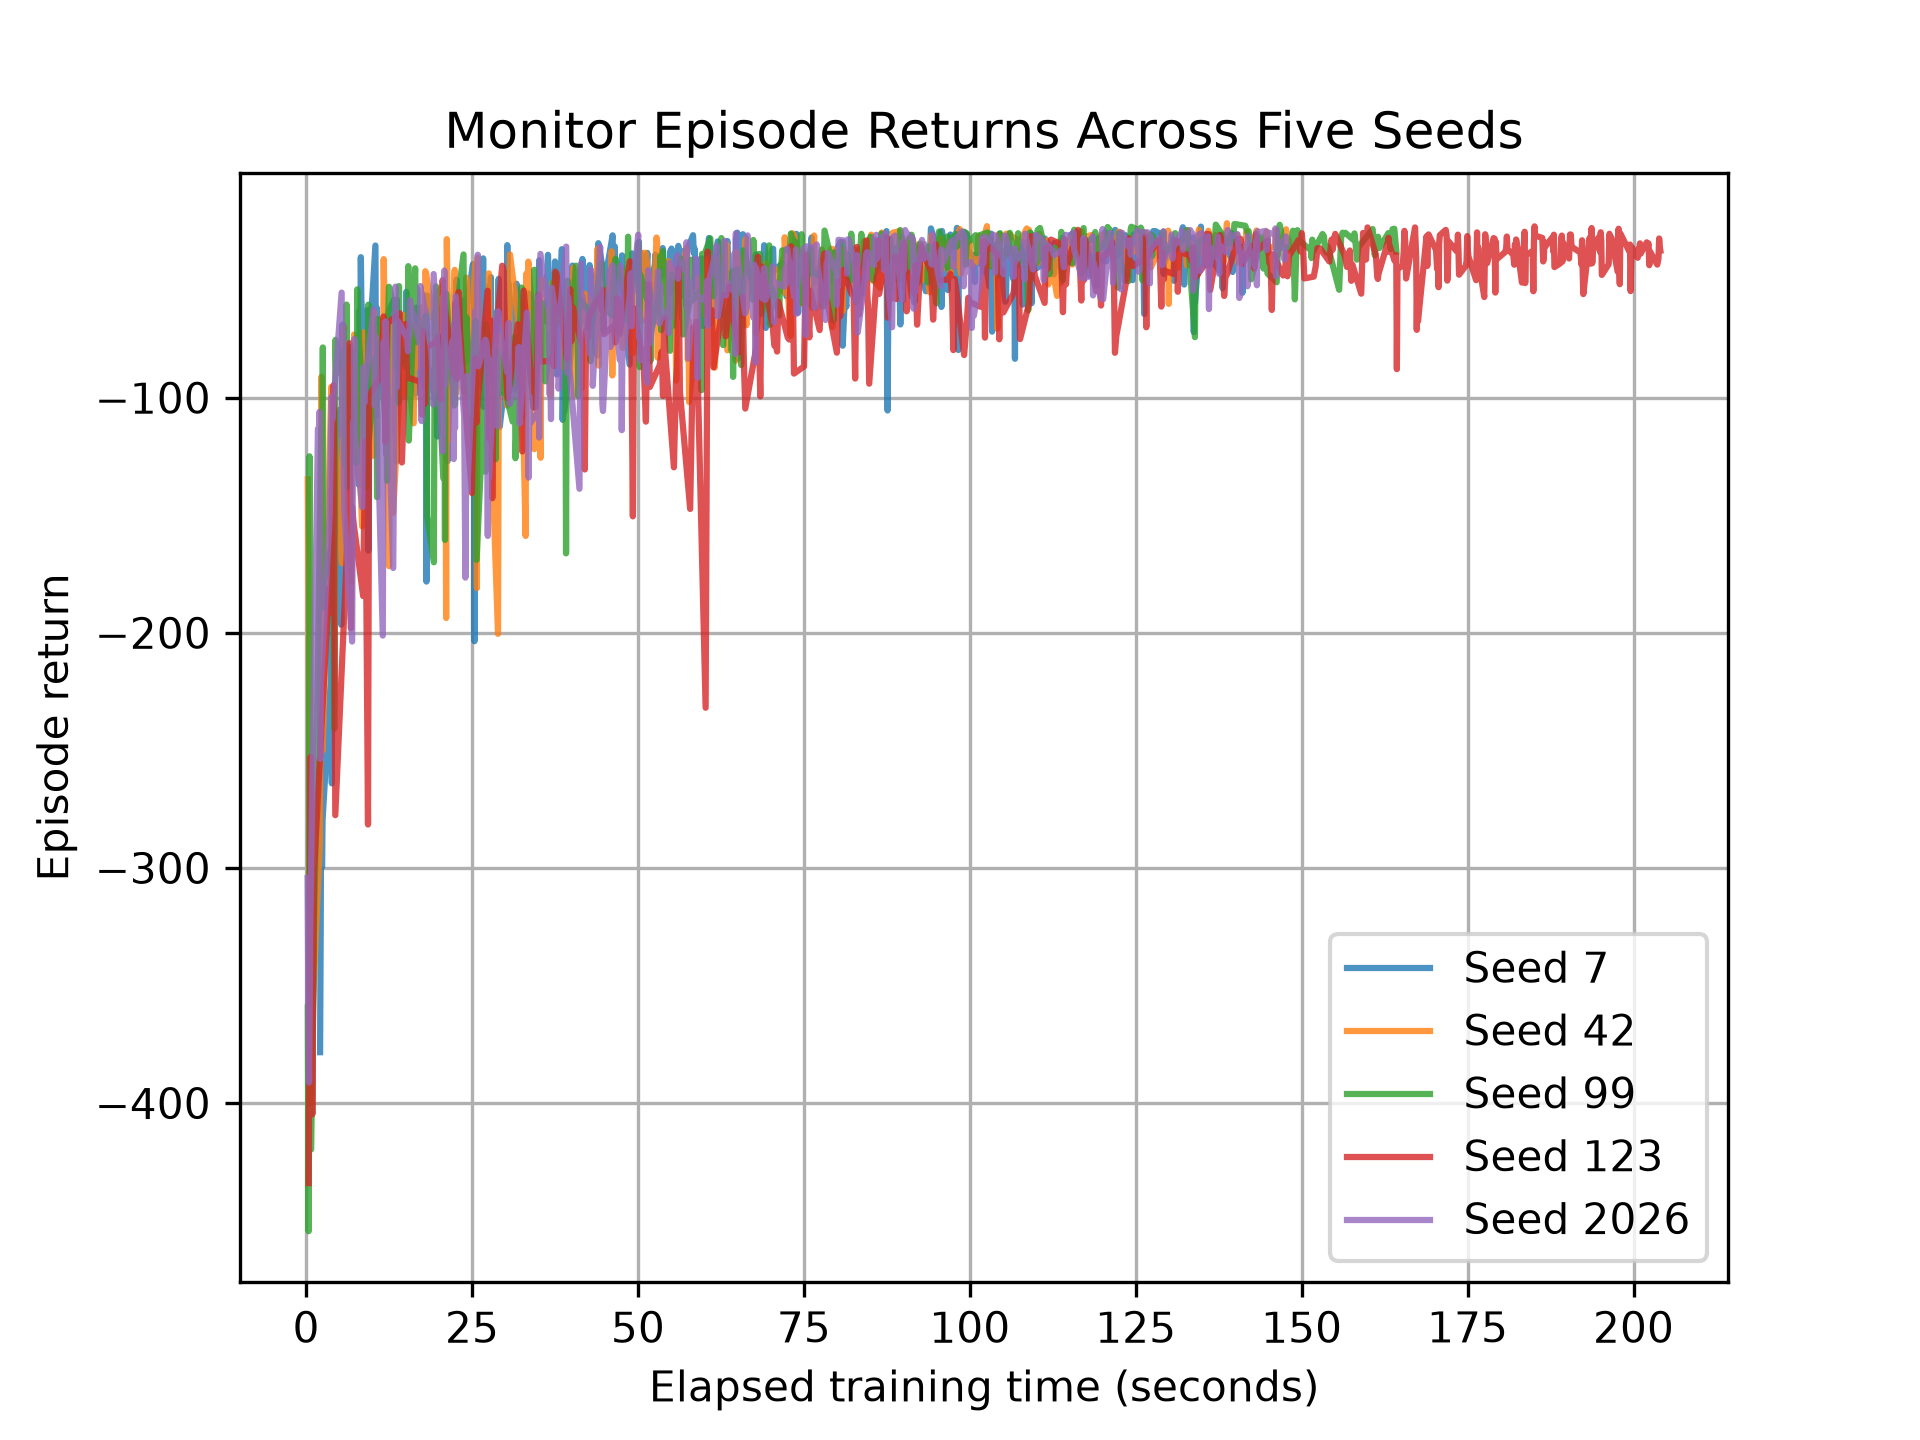 Monitor Episode Returns Across Five Seeds
Episode return
−100
−200
−300
−400
0 25 50 75 100 125 150 175 200
Elapsed training time (seconds)
Seed 7
Seed 42
Seed 99
Seed 123
Seed 2026